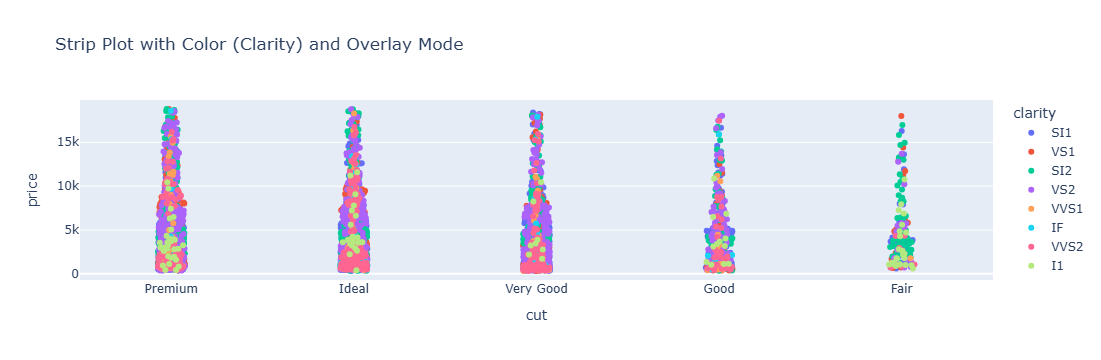 Strip Plot with Color (Clarity) and Overlay Mode
clarity
SI1
VS1
SI2
VS2
VVS1
IF
VVS2
I1
price
15k
10k
5k
0
Premium Ideal Very Good Good Fair
cut